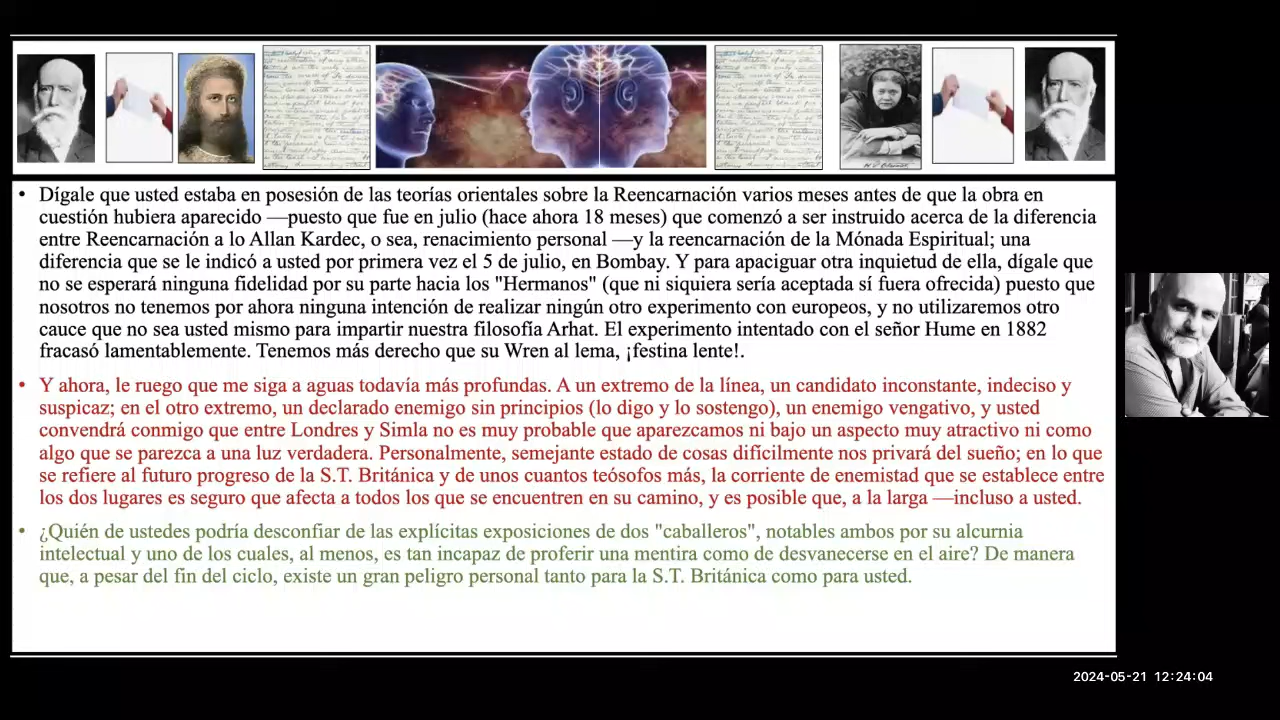 • Dígale que usted estaba en posesión de las teorías orientales sobre la Reencarnación varios meses antes de que la obra en
cuestión hubiera aparecido —puesto que fue en julio (hace ahora 18 meses) que comenzó a ser instruido acerca de la diferencia
entre Reencarnación a lo Allan Kardec, o sea, renacimiento personal —y la reencarnación de la Mónada Espiritual; una
diferencia que se le indicó a usted por primera vez el 5 de julio, en Bombay. Y para apaciguar otra inquietud de ella, dígale que
no se esperará ninguna fidelidad por su parte hacia los "Hermanos" (que ni siquiera sería aceptada sí fuera ofrecida) puesto que
nosotros no tenemos por ahora ninguna intención de realizar ningún otro experimento con europeos, y no utilizaremos otro
cauce que no sea usted mismo para impartir nuestra filosofía Arhat. El experimento intentado con el señor Hume en 1882
fracasó lamentablemente. Tenemos más derecho que su Wren al lema, ¡festina lente!.
• Y ahora, le ruego que me siga a aguas todavía más profundas. A un extremo de la línea, un candidato inconstante, indeciso y
suspicaz; en el otro extremo, un declarado enemigo sin principios (lo digo y lo sostengo), un enemigo vengativo, y usted
convendrá conmigo que entre Londres y Simla no es muy probable que aparezcamos ni bajo un aspecto muy atractivo ni como
algo que se parezca a una luz verdadera. Personalmente, semejante estado de cosas difícilmente nos privará del sueño; en lo que
se refiere al futuro progreso de la S.T. Británica y de unos cuantos teósofos más, la corriente de enemistad que se establece entre
los dos lugares es seguro que afecta a todos los que se encuentren en su camino, y es posible que, a la larga —incluso a usted.
• ¿Quién de ustedes podría desconfiar de las explícitas exposiciones de dos "caballeros", notables ambos por su alcurnia
intelectual y uno de los cuales, al menos, es tan incapaz de proferir una mentira como de desvanecerse en el aire? De manera
que, a pesar del fin del ciclo, existe un gran peligro personal tanto para la S.T. Británica como para usted.
2024-05-21 12:24:04